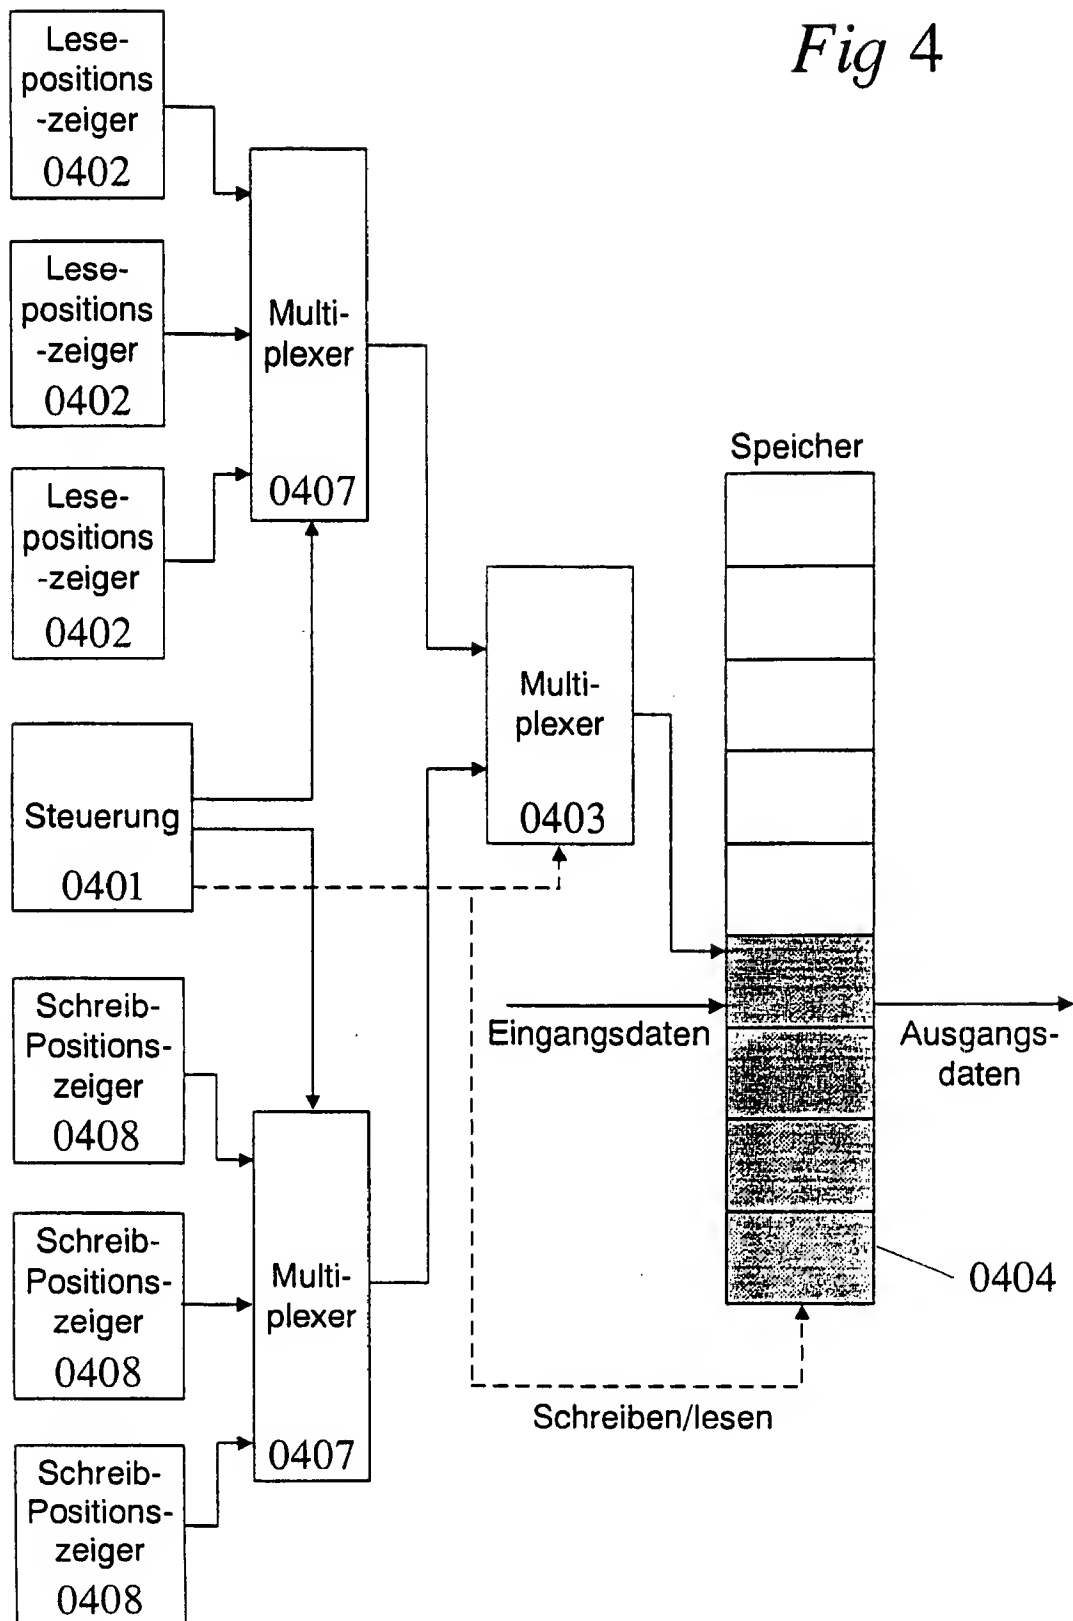 Fig 4
Lese-
positions
-zeiger
0402
Lese-
positions
-zeiger
0402
Lese-
positions
-zeiger
0402
Multi-
plexer
0407
Steuerung
0401
Multi-
plexer
0403
Speicher
Schreib-
Positions-
zeiger
0408
Schreib-
Positions-
zeiger
0408
Schreib-
Positions-
zeiger
0408
Multi-
plexer
0407
Eingangsdaten
Ausgangs-
daten
0404
Schreiben/lesen